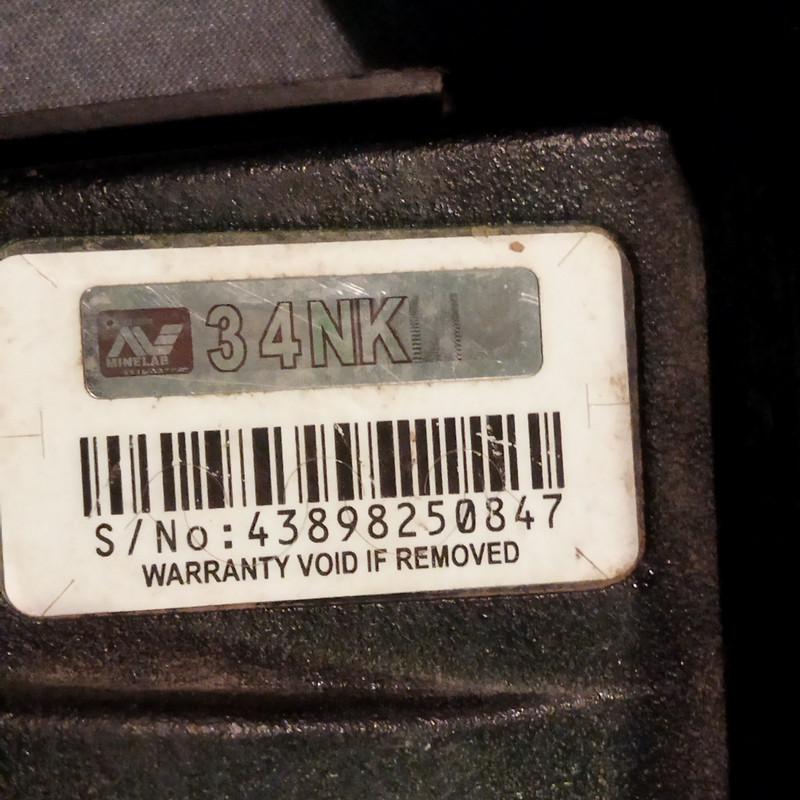 MINELAB
34NK
S/No:43898250847
WARRANTY VOID IF REMOVED